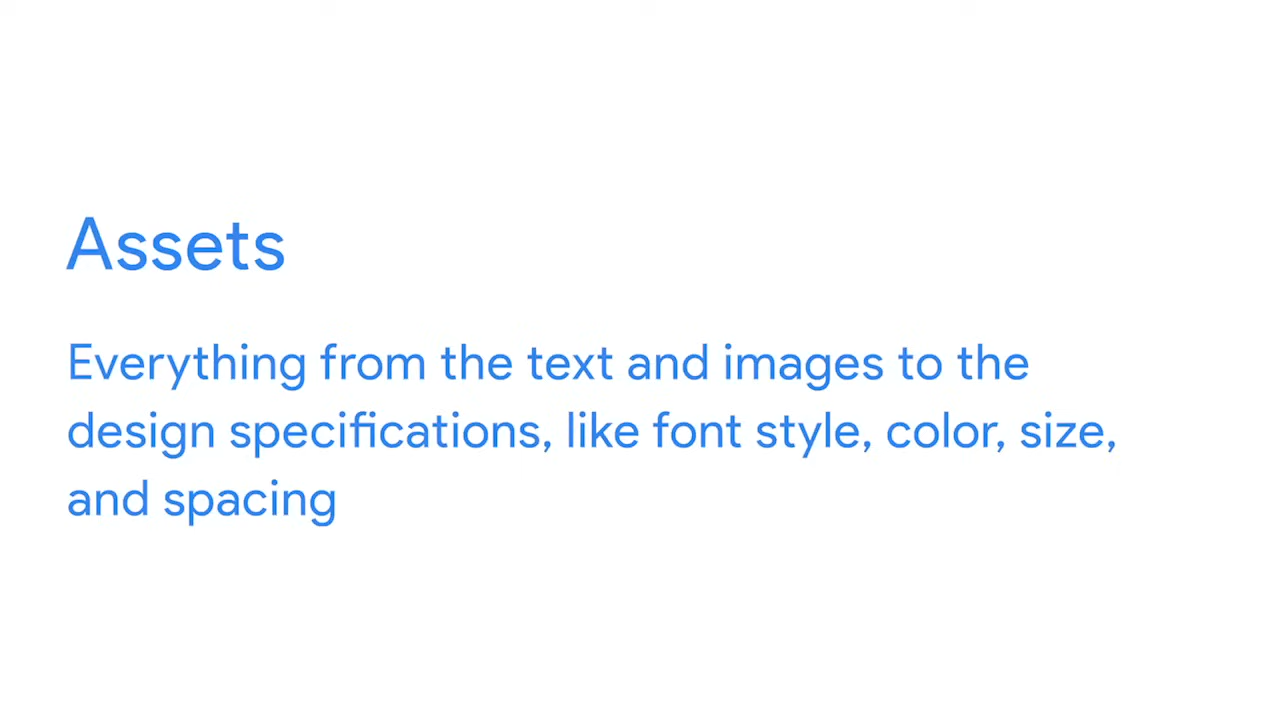 Assets
Everything from the text and images to the
design specifications, like font style, color, size,
and spacing